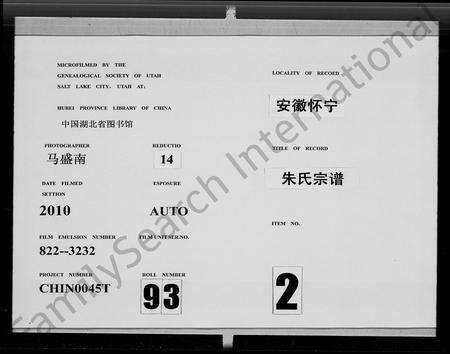 MICROFILMED BY THE
GENEALOGICAL SOCIETY OF UTAH
SALT LAKE CITY, UTAH AT:
HUBEI PROVINCE LIBRARY OF CHINA
中国湖北省图书馆
PHOTOGRAPHER
马盛南
REDUCTIO
14
DATE FILMED
SETTION
2010
EXPOSURE
AUTO
FILM EMULSION NUMBER
822--3232
FILM UNITSER.NO.
PROJECT NUMBER
CHIN0045T
ROLL NUMBER
93
LOCALITY OF RECORD
安徽怀宁
TITLE OF RECORD
朱氏宗谱
ITEM NO.
2
FamilySearch International